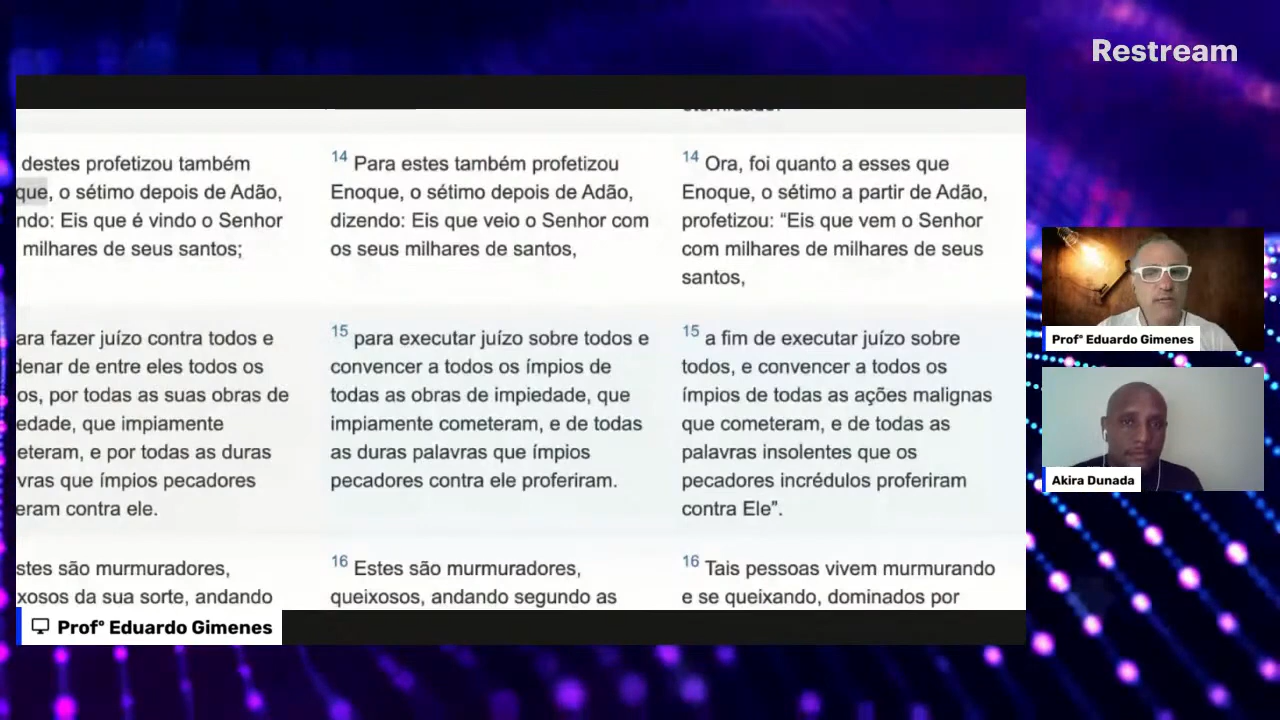 Restream
destes profetizou também
que, o sétimo depois de Adão,
ndo: Eis que é vindo o Senhor
milhares de seus santos;
ara fazer juízo contra todos e
denar de entre eles todos os
os, por todas as suas obras de
edade, que impiamente
eteram, e por todas as duras
vras que ímpios pecadores
eram contra ele.
stes são murmuradores,
xosos da sua sorte, andando
14 Para estes também profetizou
Enoque, o sétimo depois de Adão,
dizendo: Eis que veio o Senhor com
os seus milhares de santos,
15 para executar juízo sobre todos e
convencer a todos os ímpios de
todas as obras de impiedade, que
impiamente cometeram, e de todas
as duras palavras que ímpios
pecadores contra ele proferiram.
16 Estes são murmuradores,
queixosos, andando segundo as
14 Ora, foi quanto a esses que
Enoque, o sétimo a partir de Adão,
profetizou: “Eis que vem o Senhor
com milhares de milhares de seus
santos,
15 a fim de executar juízo sobre
todos, e convencer a todos os
ímpios de todas as ações malignas
que cometeram, e de todas as
palavras insolentes que os
pecadores incrédulos proferiram
contra Ele”.
16 Tais pessoas vivem murmurando
e se queixando, dominados por
Profº Eduardo Gimenes
Akira Dunada
Profº Eduardo Gimenes